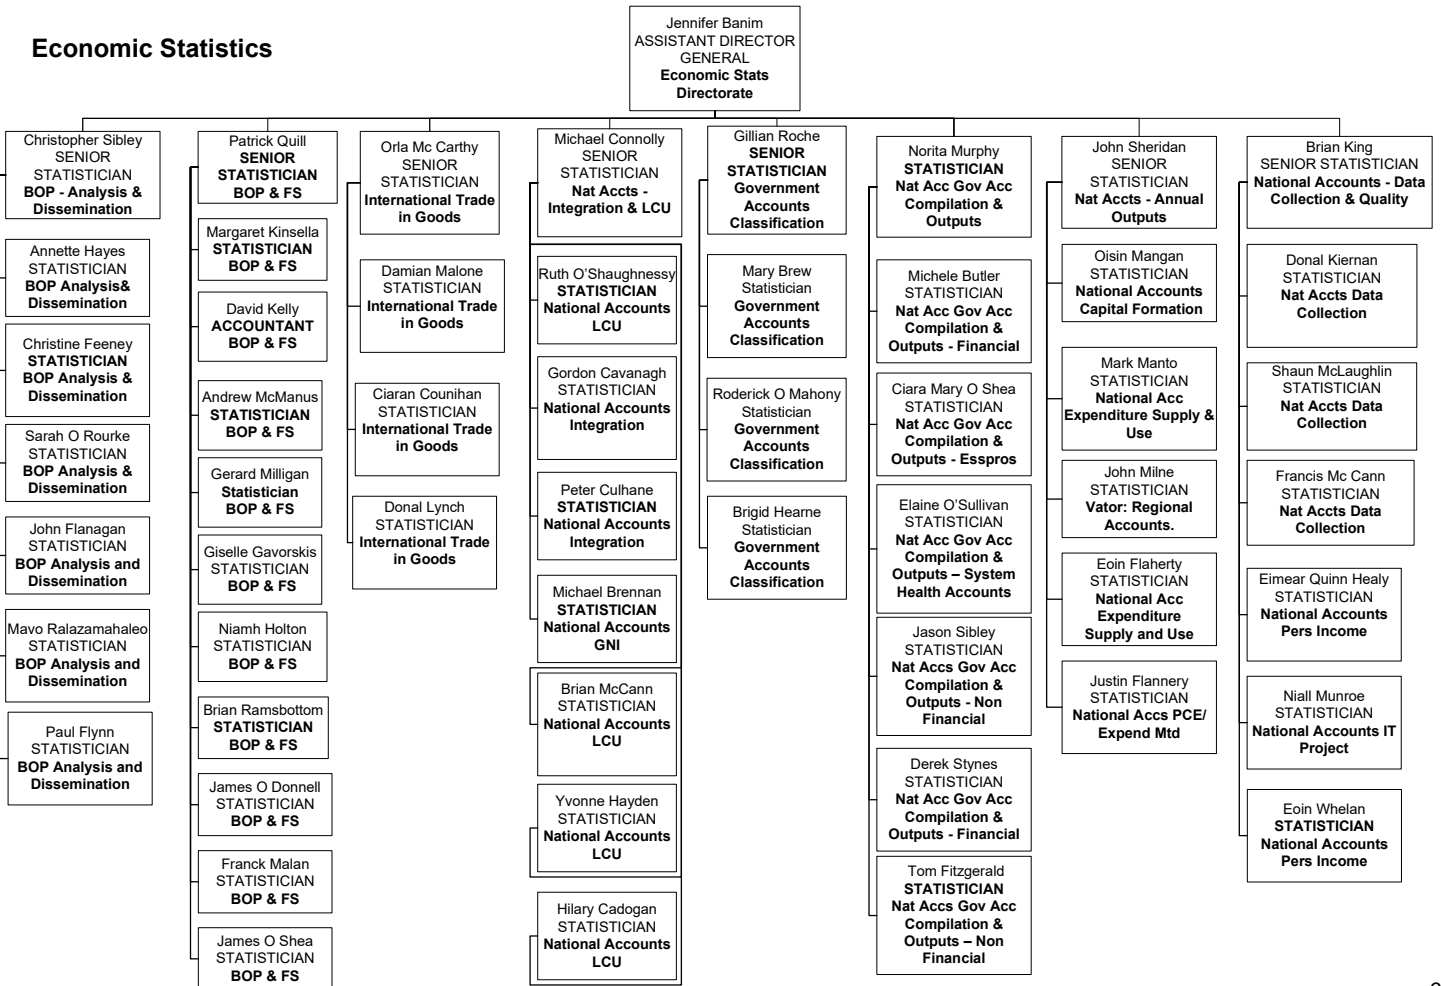 Economic Statistics
Jennifer Banim
ASSISTANT DIRECTOR
GENERAL
Economic Stats
Directorate
Christopher Sibley
SENIOR
STATISTICIAN
BOP - Analysis &
Dissemination
Annette Hayes
STATISTICIAN
BOP Analysis&
Dissemination
Christine Feeney
STATISTICIAN
BOP Analysis &
Dissemination
Sarah O Rourke
STATISTICIAN
BOP Analysis &
Dissemination
John Flanagan
STATISTICIAN
BOP Analysis and
Dissemination
Mavo Ralazamahaleo
STATISTICIAN
BOP Analysis and
Dissemination
Paul Flynn
STATISTICIAN
BOP Analysis and
Dissemination
Patrick Quill
SENIOR
STATISTICIAN
BOP & FS
Margaret Kinsella
STATISTICIAN
BOP & FS
David Kelly
ACCOUNTANT
BOP & FS
Andrew McManus
STATISTICIAN
BOP & FS
Gerard Milligan
Statistician
BOP & FS
Giselle Gavorskis
STATISTICIAN
BOP & FS
Niamh Holton
STATISTICIAN
BOP & FS
Brian Ramsbottom
STATISTICIAN
BOP & FS
James O Donnell
STATISTICIAN
BOP & FS
Franck Malan
STATISTICIAN
BOP & FS
James O Shea
STATISTICIAN
BOP & FS
Orla Mc Carthy
SENIOR
STATISTICIAN
International Trade
in Goods
Damian Malone
STATISTICIAN
International Trade
in Goods
Ciaran Counihan
STATISTICIAN
International Trade
in Goods
Donal Lynch
STATISTICIAN
International Trade
in Goods
Michael Connolly
SENIOR
STATISTICIAN
Nat Accts -
Integration & LCU
Ruth O'Shaughnessy
STATISTICIAN
National Accounts
LCU
Gordon Cavanagh
STATISTICIAN
National Accounts
Integration
Peter Culhane
STATISTICIAN
National Accounts
Integration
Michael Brennan
STATISTICIAN
National Accounts
GNI
Brian McCann
STATISTICIAN
National Accounts
LCU
Yvonne Hayden
STATISTICIAN
National Accounts
LCU
Hilary Cadogan
STATISTICIAN
National Accounts
LCU
Gillian Roche
SENIOR
STATISTICIAN
Government
Accounts
Classification
Mary Brew
Statistician
Government
Accounts
Classification
Roderick O Mahony
Statistician
Government
Accounts
Classification
Brigid Hearne
Statistician
Government
Accounts
Classification
Norita Murphy
STATISTICIAN
Nat Acc Gov Acc
Compilation &
Outputs
Michele Butler
STATISTICIAN
Nat Acc Gov Acc
Compilation &
Outputs - Financial
Ciara Mary O Shea
STATISTICIAN
Nat Acc Gov Acc
Compilation &
Outputs - Esspros
Elaine O'Sullivan
STATISTICIAN
Nat Acc Gov Acc
Compilation &
Outputs – System
Health Accounts
Jason Sibley
STATISTICIAN
Nat Accs Gov Acc
Compilation &
Outputs - Non
Financial
Derek Stynes
STATISTICIAN
Nat Acc Gov Acc
Compilation &
Outputs - Financial
Tom Fitzgerald
STATISTICIAN
Nat Accs Gov Acc
Compilation &
Outputs – Non
Financial
John Sheridan
SENIOR
STATISTICIAN
Nat Accts - Annual
Outputs
Oisin Mangan
STATISTICIAN
National Accounts
Capital Formation
Mark Manto
STATISTICIAN
National Acc
Expenditure Supply &
Use
John Milne
STATISTICIAN
Vator: Regional
Accounts.
Eoin Flaherty
STATISTICIAN
National Acc
Expenditure
Supply and Use
Justin Flannery
STATISTICIAN
National Accs PCE/
Expend Mtd
Brian King
SENIOR STATISTICIAN
National Accounts - Data
Collection & Quality
Donal Kiernan
STATISTICIAN
Nat Accts Data
Collection
Shaun McLaughlin
STATISTICIAN
Nat Accts Data
Collection
Francis Mc Cann
STATISTICIAN
Nat Accts Data
Collection
Eimear Quinn Healy
STATISTICIAN
National Accounts
Pers Income
Niall Munroe
STATISTICIAN
National Accounts IT
Project
Eoin Whelan
STATISTICIAN
National Accounts
Pers Income